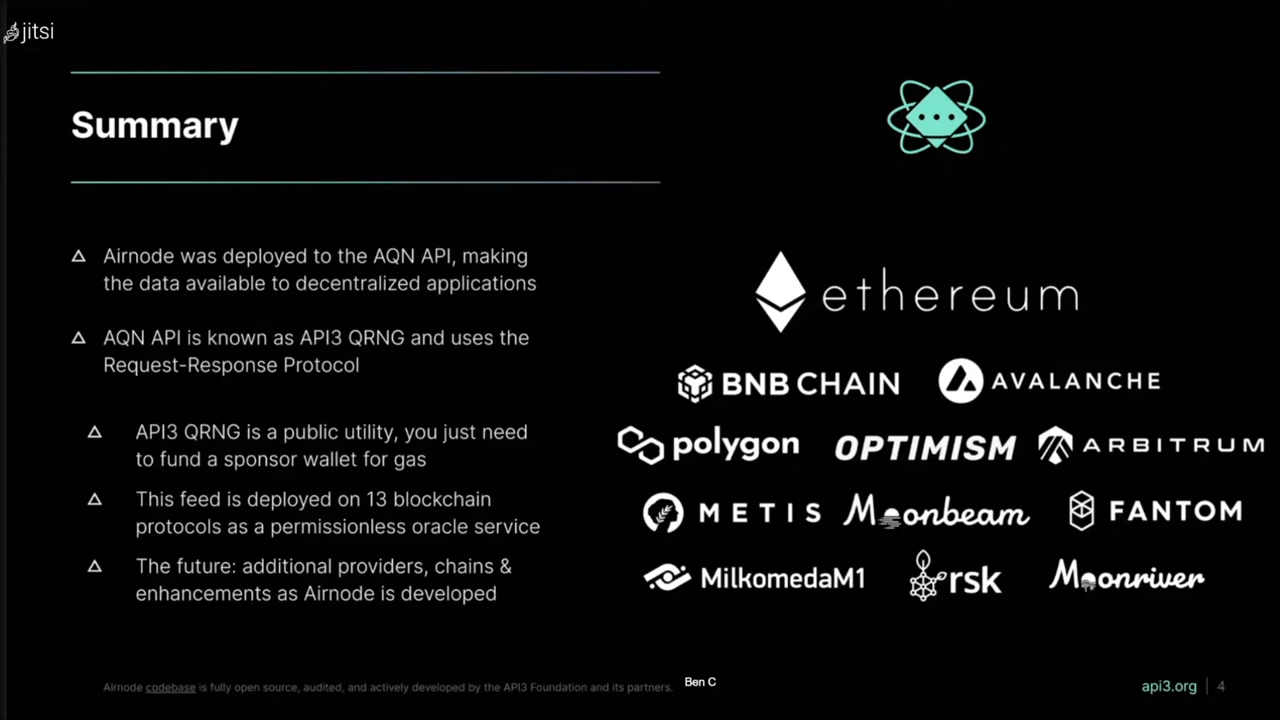 jitsi
Summary
Airnode was deployed to the AQN API, making
the data available to decentralized applications
AQN API is known as API3 QRNG and uses the
Request-Response Protocol
API3 QRNG is a public utility, you just need
to fund a sponsor wallet for gas
This feed is deployed on 13 blockchain
protocols as a permissionless oracle service
The future: additional providers, chains &
enhancements as Airnode is developed
ethereum
BNB CHAIN
AVALANCHE
polygon
OPTIMISM
ARBITRUM
METIS
Moonbeam
FANTOM
MilkomedaM1
rsk
Moonriver
Airnode codebase is fully open source, audited, and actively developed by the API3 Foundation and its partners.
Ben C
api3.org | 4